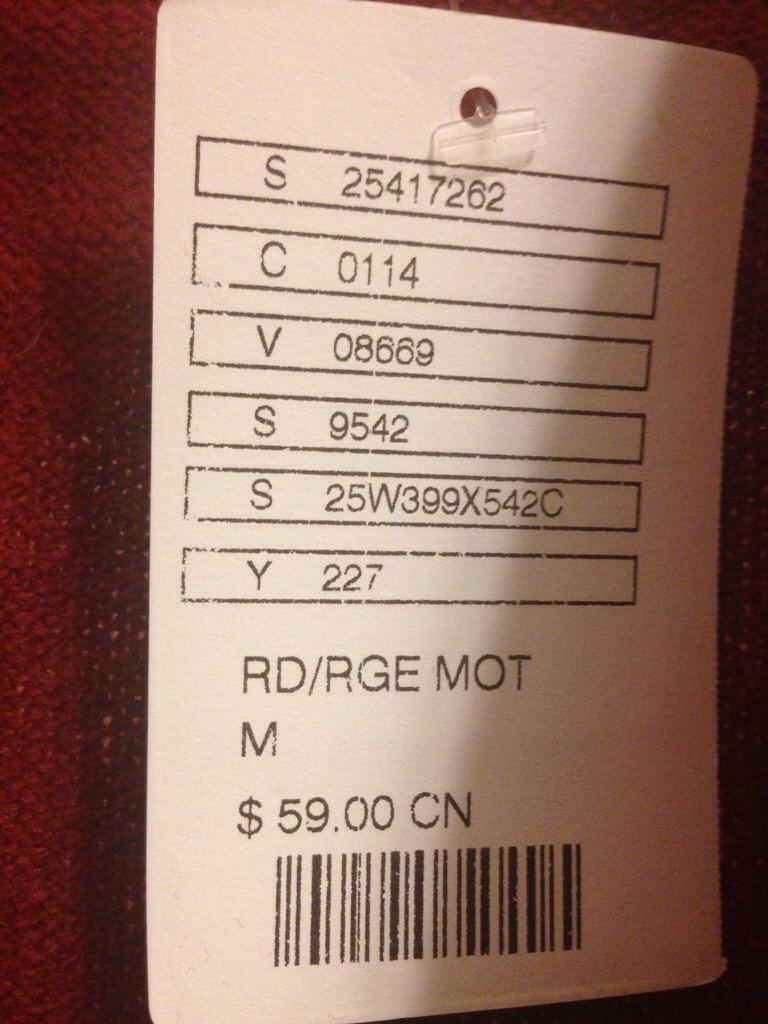 S 25417262
C 0114
V 08669
S 9542
S 25W399X542C
Y 227
RD/RGE MOT
M
$ 59.00 CN